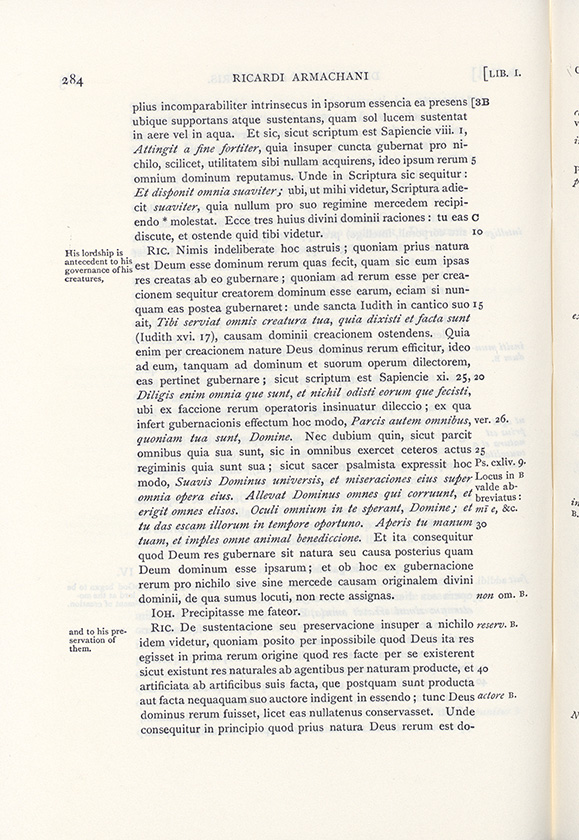 284 RICARDI ARMACHANI [LIB. I.
plius incomparabiliter intrinsecus in ipsorum essencia ea presens [3B
ubique supportans atque sustentans, quam sol lucem sustentat
in aere vel in aqua. Et sic, sicut scriptum est Sapiencie viii. 1,
Attingit a fine fortiter, quia insuper cuncta gubernat pro ni-
chilo, scilicet, utilitatem sibi nullam acquirens, ideo ipsum rerum 5
omnium dominum reputamus. Unde in Scriptura sic sequitur :
Et disponit omnia suaviter; ubi, ut mihi videtur, Scriptura adie-
cit suaviter, quia nullum pro suo regimine mercedem recipi-
endo * molestat. Ecce tres huius divini dominii raciones : tu eas C
discute, et ostende quid tibi videtur. 10
His lordship is
antecedent to his
governance of his
creatures,
RIC. Nimis indeliberate hoc astruis ; quoniam prius natura
est Deum esse dominum rerum quas fecit, quam sic eum ipsas
res creatas ab eo gubernare ; quoniam ad rerum esse per crea-
cionem sequitur creatorem dominum esse earum, eciam si nun-
quam eas postea gubernaret : unde sancta Iudith in cantico suo 15
ait, Tibi serviat omnis creatura tua, quia dixisti et facta sunt
(Iudith xvi. 17), causam dominii creacionem ostendens. Quia
enim per creacionem nature Deus dominus rerum efficitur, ideo
ad eum, tanquam ad dominum et suorum operum dilectorem,
eas pertinet gubernare ; sicut scriptum est Sapiencie xi. 25, 20
Diligis enim omnia que sunt, et nichil odisti eorum que fecisti,
ubi ex faccione rerum operatoris insinuatur dileccio ; ex qua
infert gubernacionis effectum hoc modo, Parcis autem omnibus, ver. 26.
quoniam tua sunt, Domine. Nec dubium quin, sicut parcit
omnibus quia sua sunt, sic in omnibus exercet ceteros actus 25
regiminis quia sunt sua ; sicut sacer psalmista expressit hoc Ps. cxliv. 9.
modo, Suavis Dominus universis, et miseraciones eius super Locus in B
omnia opera eius. Allevat Dominus omnes qui corruunt, et valde ab-
erigit omnes elisos. Oculi omnium in te sperant, Domine; et breviatus :
tu das escam illorum in tempore oportuno. Aperis tu manum 30 mī e, &c.
tuam, et imples omne animal benediccione. Et ita consequitur
quod Deum res gubernare sit natura seu causa posterius quam
Deum dominum esse ipsarum ; et ob hoc ex gubernacione
rerum pro nichilo sive sine mercede causam originalem divini
dominii, de qua sumus locuti, non recte assignas. non om. B.
IOH. Precipitasse me fateor.
and to his pre-
servation of
them.
RIC. De sustentacione seu preservacione insuper a nichilo reserv. B.
idem videtur, quoniam posito per inpossibile quod Deus ita res
egisset in prima rerum origine quod res facte per se existerent
sicut existunt res naturales ab agentibus per naturam producte, et 40
artificiata ab artificibus suis facta, que postquam sunt producta
aut facta nequaquam suo auctore indigent in essendo ; tunc Deus actore B.
dominus rerum fuisset, licet eas nullatenus conservasset. Unde
consequitur in principio quod prius natura Deus rerum est do-